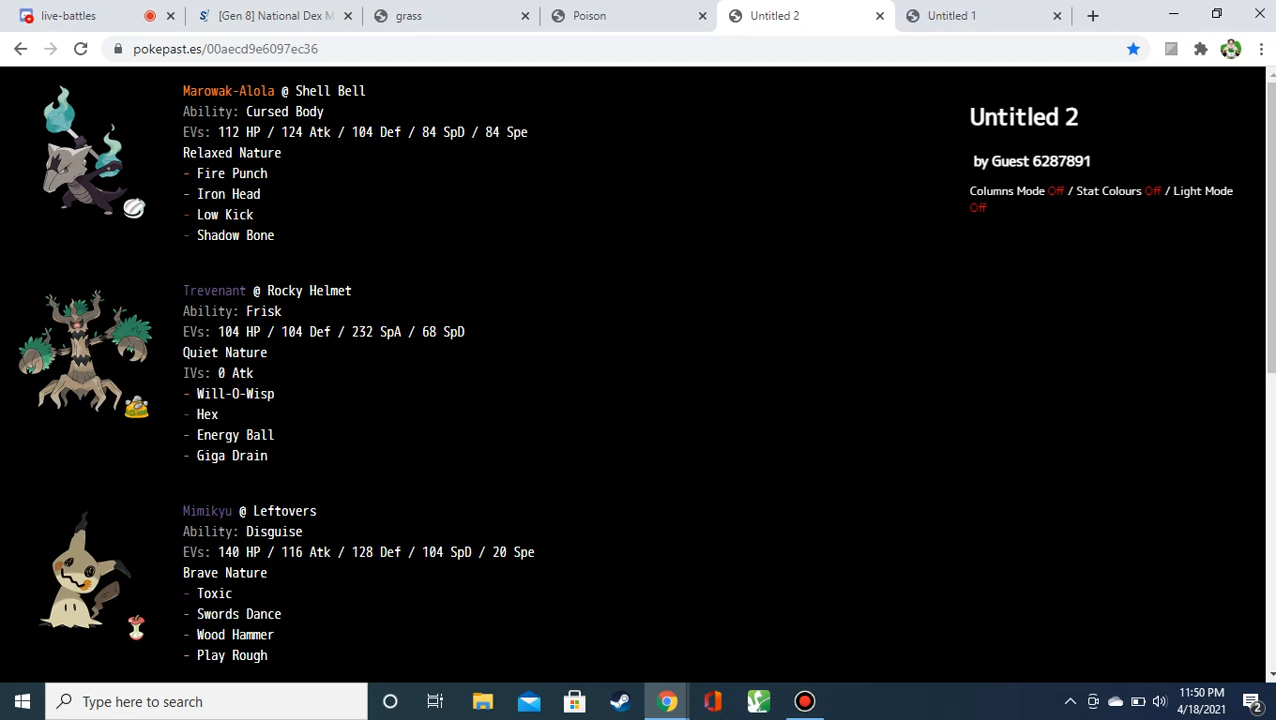 live-battles
[Gen 8] National Dex M
grass
Poison
Untitled 2
Untitled 1
pokepast.es/00aecd9e6097ec36
Marowak-Alola @ Shell Bell
Ability: Cursed Body
EVs: 112 HP / 124 Atk / 104 Def / 84 SpD / 84 Spe
Relaxed Nature
- Fire Punch
- Iron Head
- Low Kick
- Shadow Bone
Trevenant @ Rocky Helmet
Ability: Frisk
EVs: 104 HP / 104 Def / 232 SpA / 68 SpD
Quiet Nature
IVs: 0 Atk
- Will-O-Wisp
- Hex
- Energy Ball
- Giga Drain
Mimikyu @ Leftovers
Ability: Disguise
EVs: 140 HP / 116 Atk / 128 Def / 104 SpD / 20 Spe
Brave Nature
- Toxic
- Swords Dance
- Wood Hammer
- Play Rough
Untitled 2
by Guest 6287891
Columns Mode Off / Stat Colours Off / Light Mode
Off
Type here to search
11:50 PM
4/18/2021
2